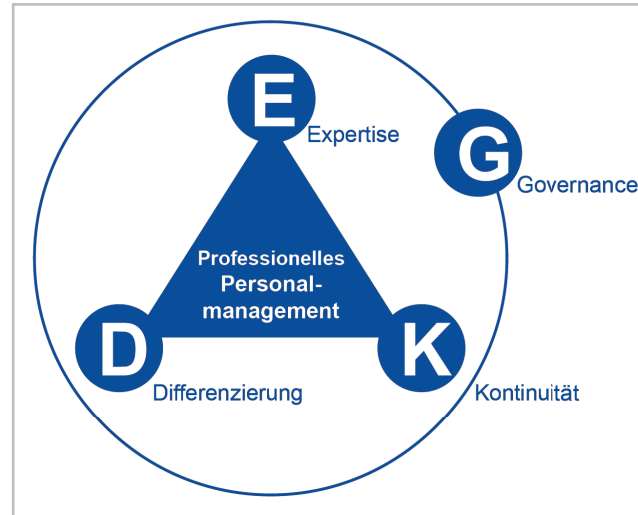 E
Expertise
G
Governance
Professionelles
Personal-
management
D
Differenzierung
K
Kontinuität